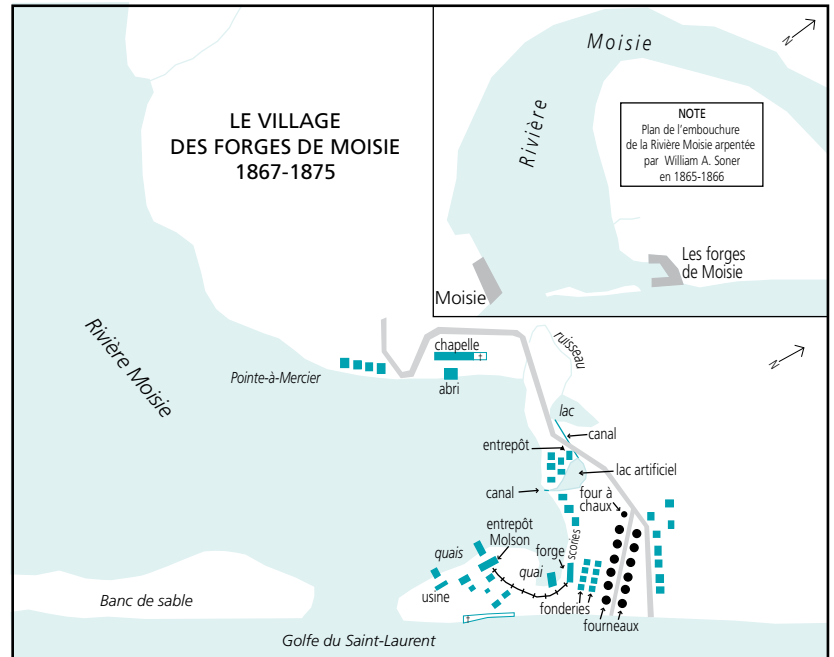 LE VILLAGE
DES FORGES DE MOISIE
1867-1875
Moisie
Rivière
N
NOTE
Plan de l'embouchure
de la Rivière Moisie arpentée
par William A. Soner
en 1865-1866
Les forges
de Moisie
Moisie
Rivière Moisie
Pointe-à-Mercier
chapelle
abri
ruisseau
N
lac
canal
entrepôt
lac artificiel
canal
four à
chaux
entrepôt
Molson
quais
usine
quai
forge
scories
fonderies
fourneaux
Banc de sable
Golfe du Saint-Laurent